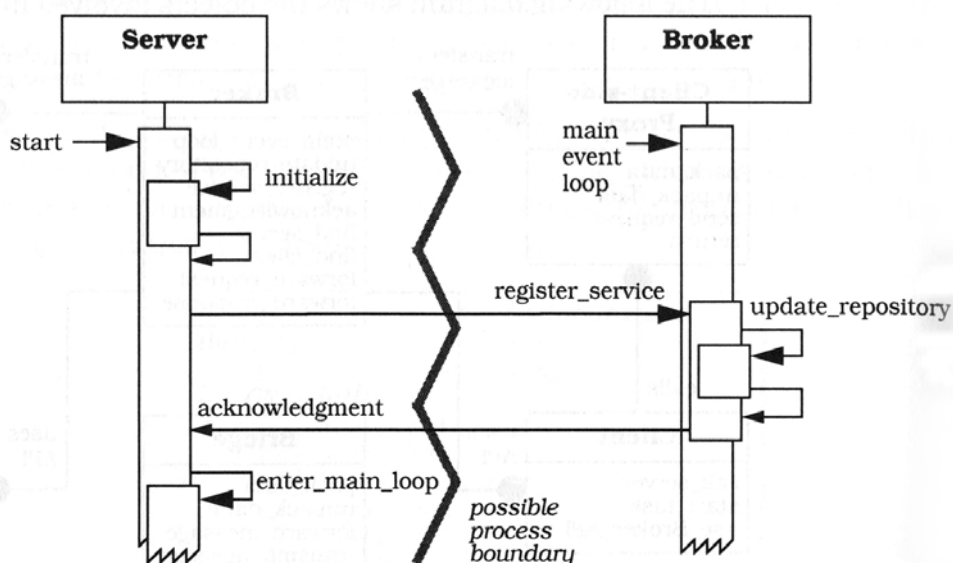 Server
Broker
start
initialize
main
event
loop
register_service
update_repository
acknowledgment
enter_main_loop
possible
process
boundary